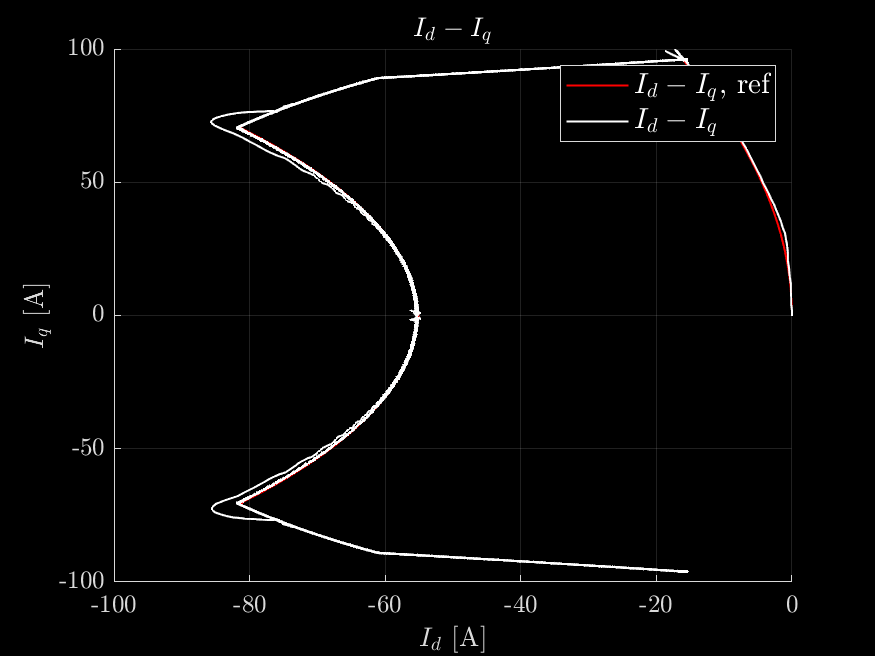 I_d − I_q
100
50
0
-50
-100
I_q [A]
I_d − I_q, ref
I_d − I_q
-100
-80
-60
-40
-20
0
I_d [A]